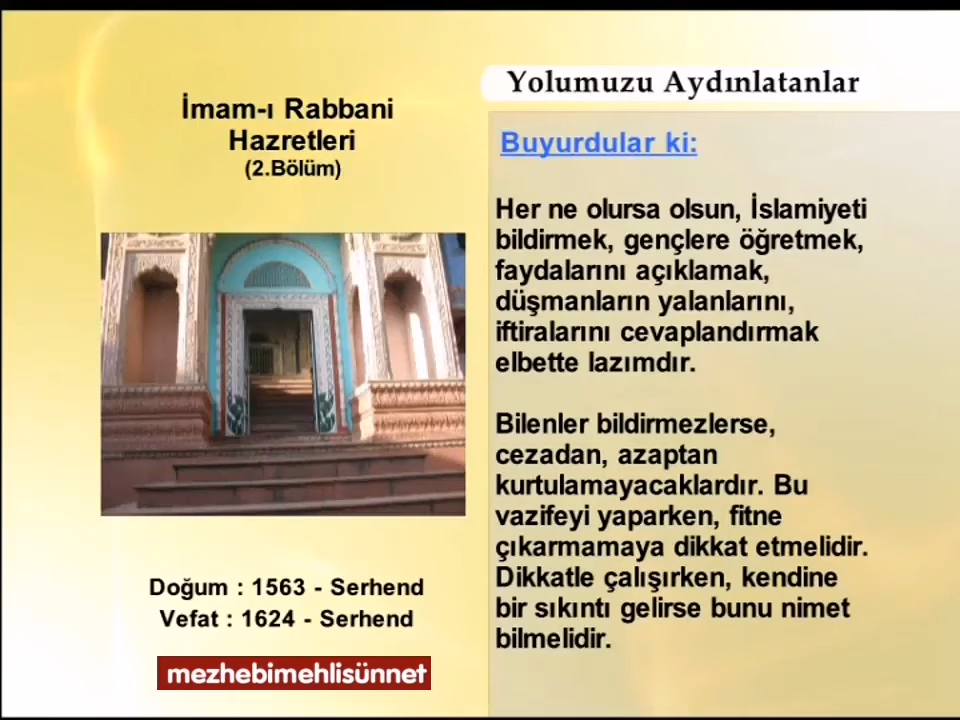 İmam-ı Rabbani
Hazretleri
(2.Bölüm)
Doğum : 1563 - Serhend
Vefat : 1624 - Serhend
mezhebimehlisünnet
Yolumuzu Aydınlatanlar
Buyurdular ki:
Her ne olursa olsun, İslamiyeti
bildirmek, gençlere öğretmek,
faydalarını açıklamak,
düşmanların yalanlarını,
iftiralarını cevaplandırmak
elbette lazımdır.
Bilenler bildirmezlerse,
cezadan, azaptan
kurtulamayacaklardır. Bu
vazifeyi yaparken, fitne
çıkarmamaya dikkat etmelidir.
Dikkatle çalışırken, kendine
bir sıkıntı gelirse bunu nimet
bilmelidir.